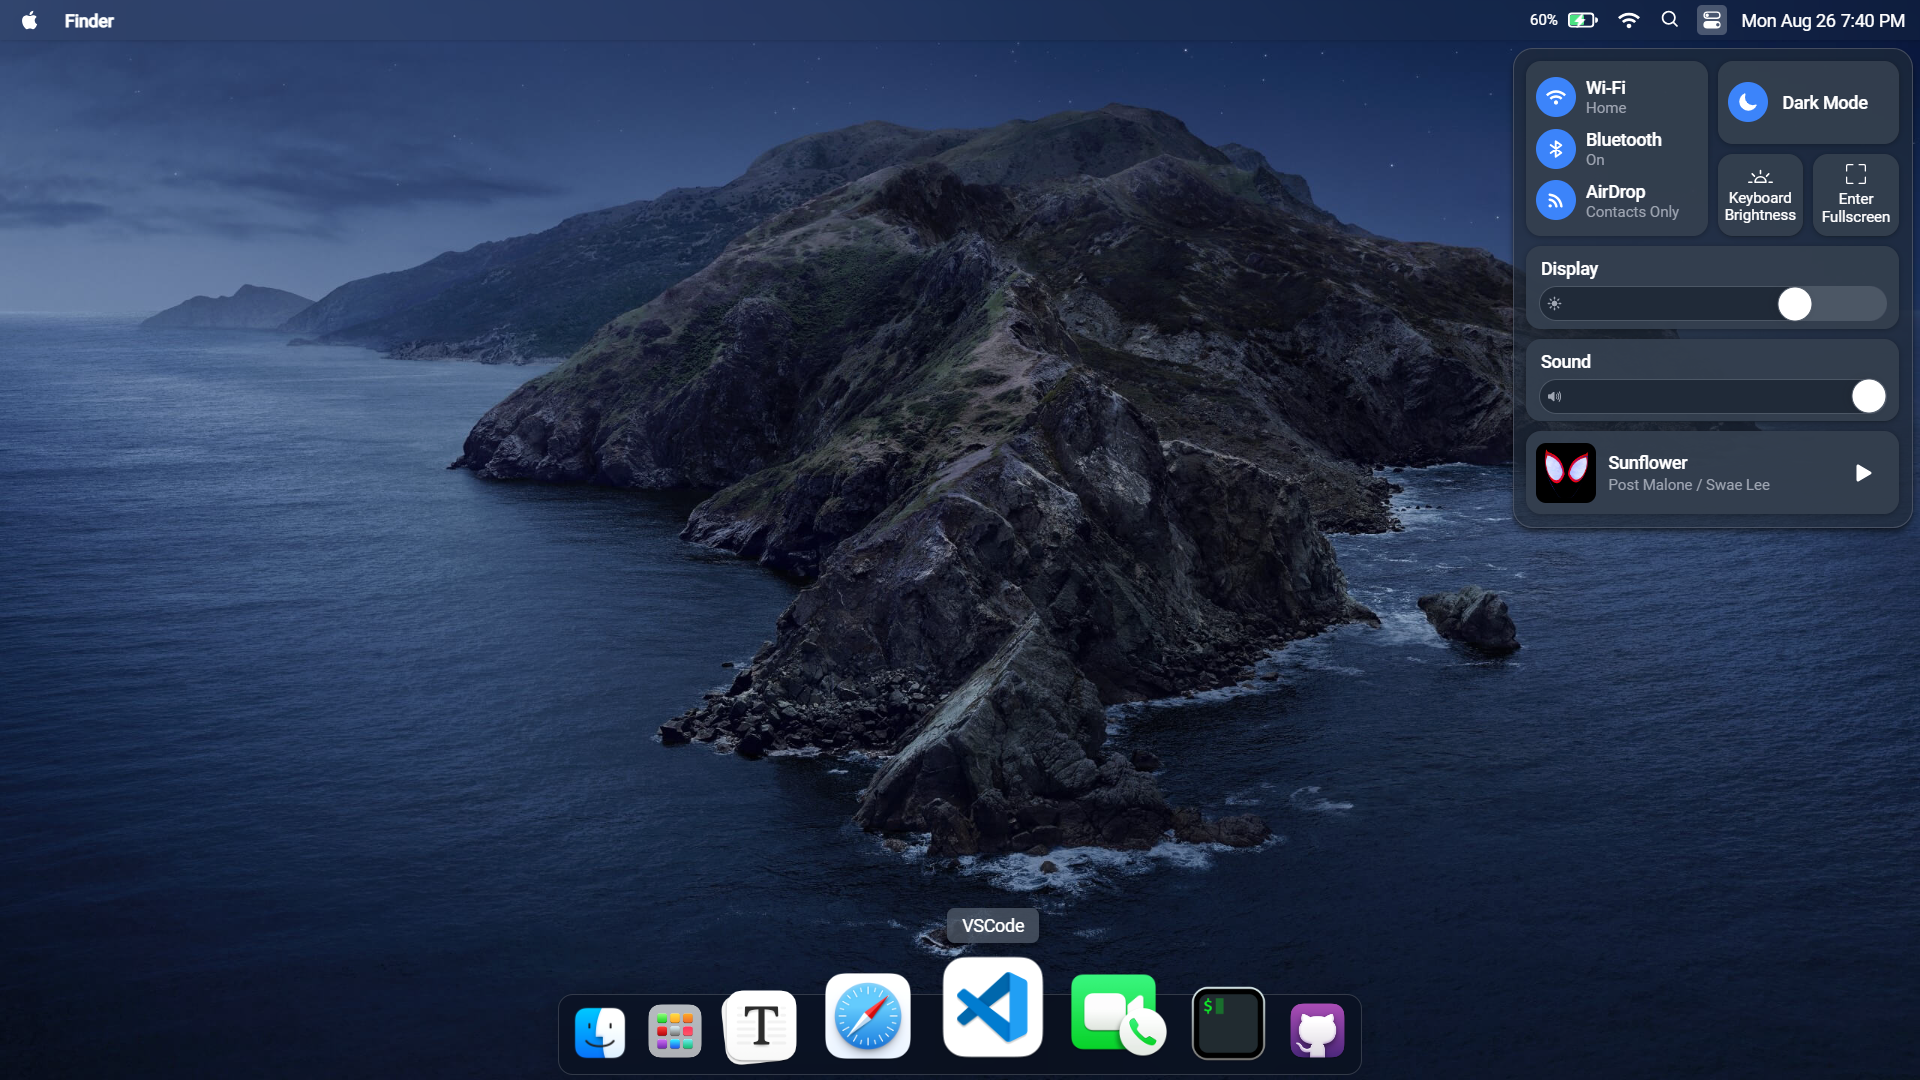 Finder
60%
Mon Aug 26 7:40 PM
Wi-Fi
Home
Bluetooth
On
AirDrop
Contacts Only
Dark Mode
Keyboard
Brightness
Enter
Fullscreen
Display
Sound
Sunflower
Post Malone / Swae Lee
VSCode
T
$